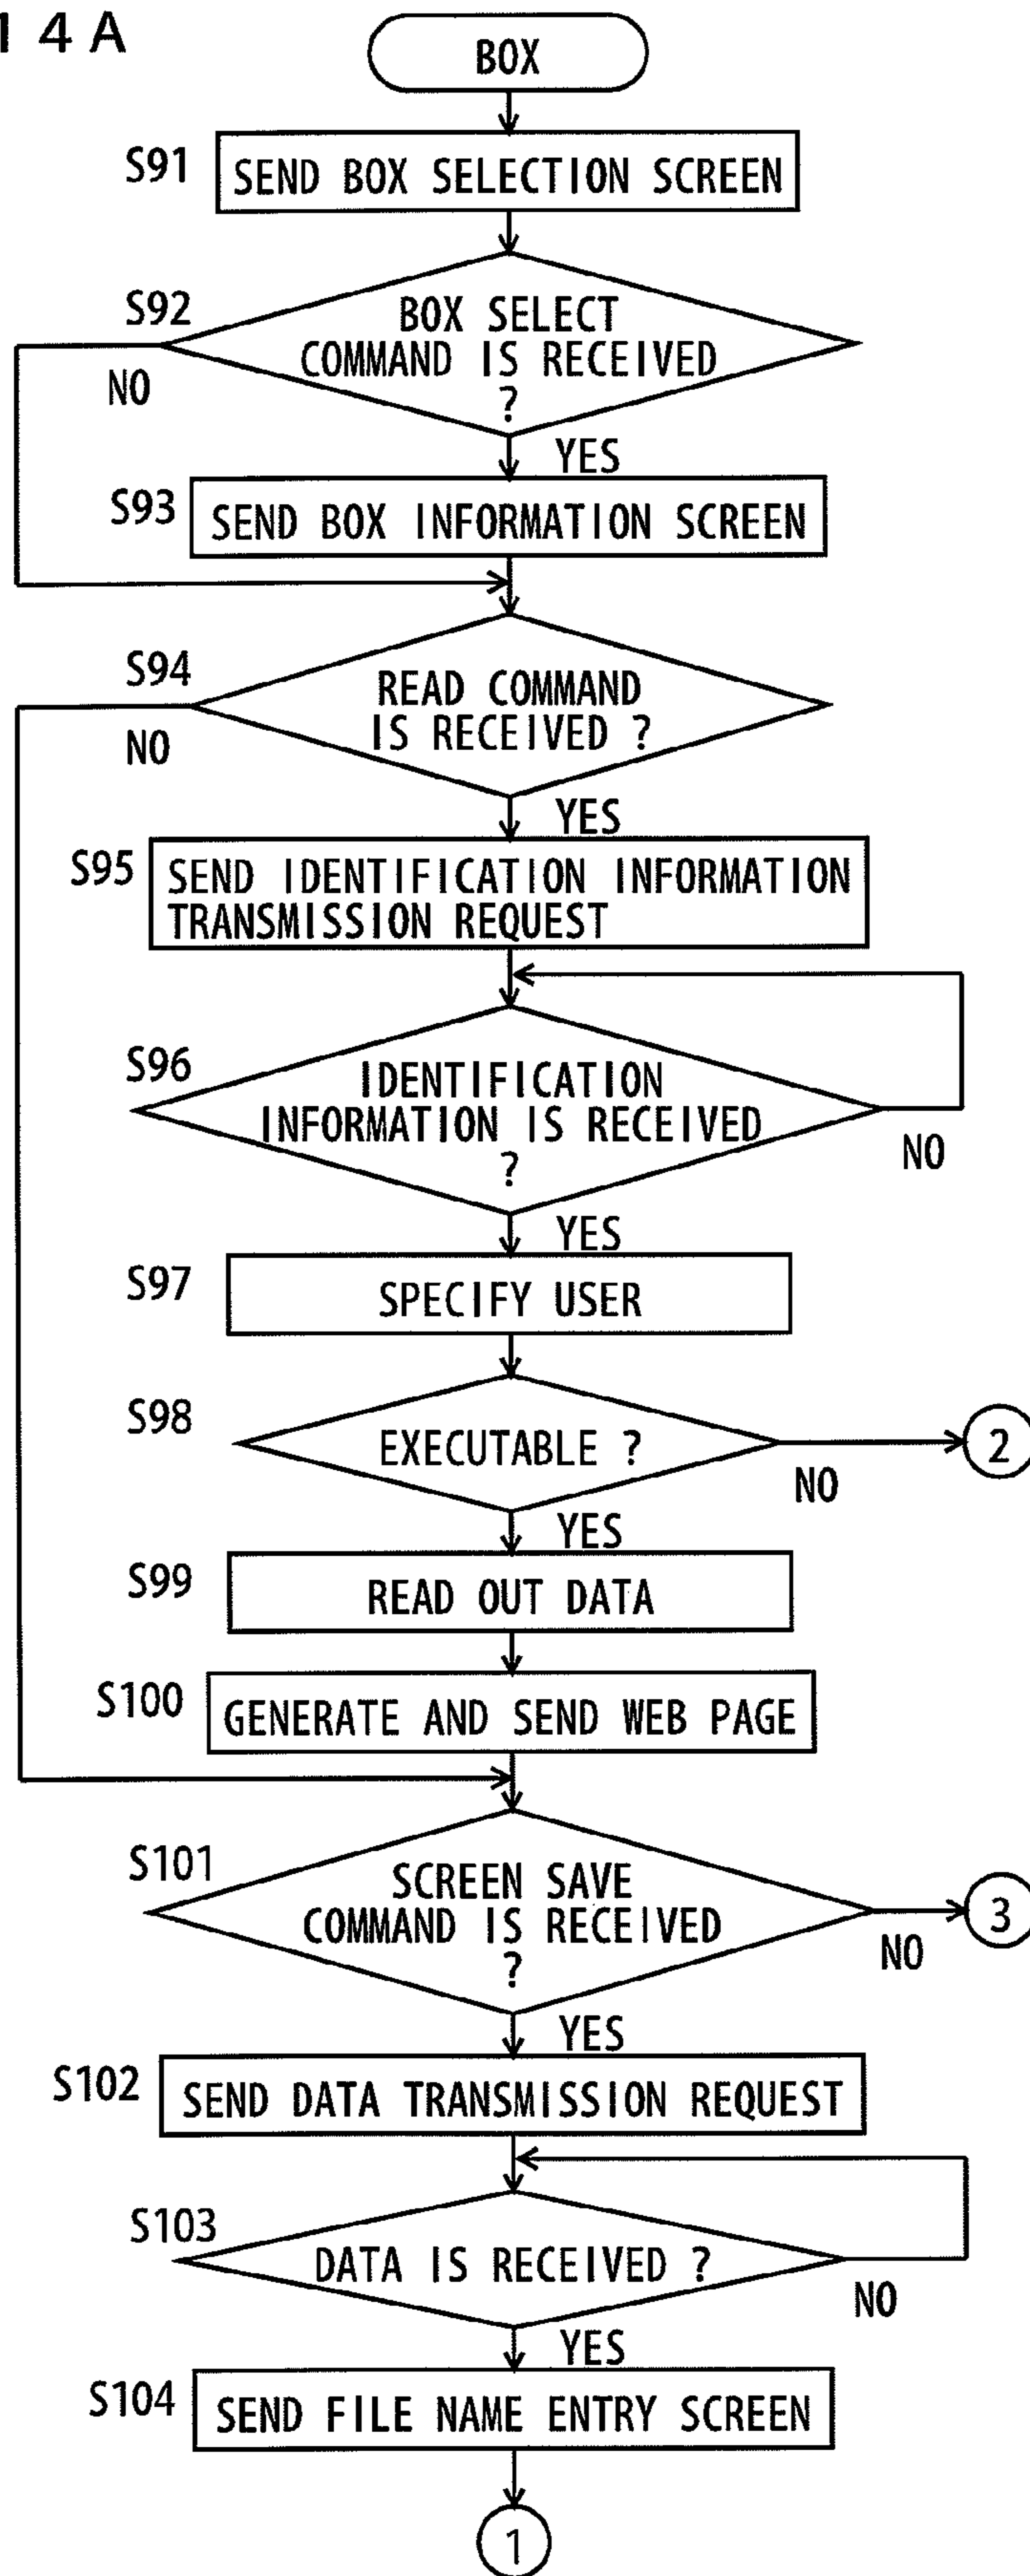 14A
BOX
S91
SEND BOX SELECTION SCREEN
S92
BOX SELECT
COMMAND IS RECEIVED
?
NO
YES
S93
SEND BOX INFORMATION SCREEN
S94
READ COMMAND
IS RECEIVED ?
NO
YES
S95
SEND IDENTIFICATION INFORMATION
TRANSMISSION REQUEST
S96
IDENTIFICATION
INFORMATION IS RECEIVED
?
NO
YES
S97
SPECIFY USER
S98
EXECUTABLE ?
2
NO
YES
S99
READ OUT DATA
S100
GENERATE AND SEND WEB PAGE
S101
SCREEN SAVE
COMMAND IS RECEIVED
?
3
NO
YES
S102
SEND DATA TRANSMISSION REQUEST
S103
DATA IS RECEIVED ?
NO
YES
S104
SEND FILE NAME ENTRY SCREEN
1